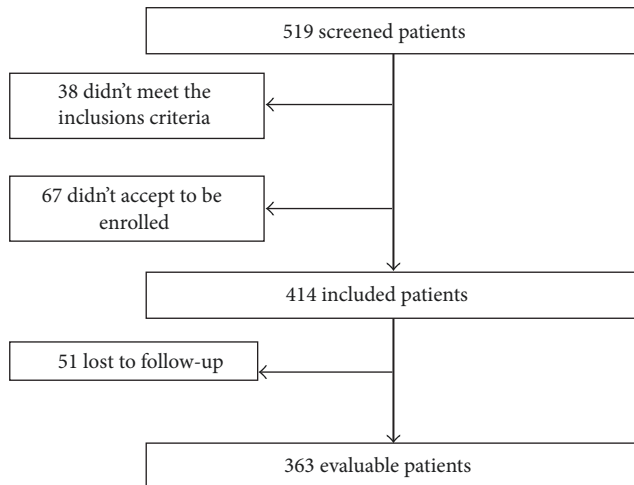 519 screened patients
38 didn't meet the
inclusions criteria
67 didn't accept to be
enrolled
414 included patients
51 lost to follow-up
363 evaluable patients